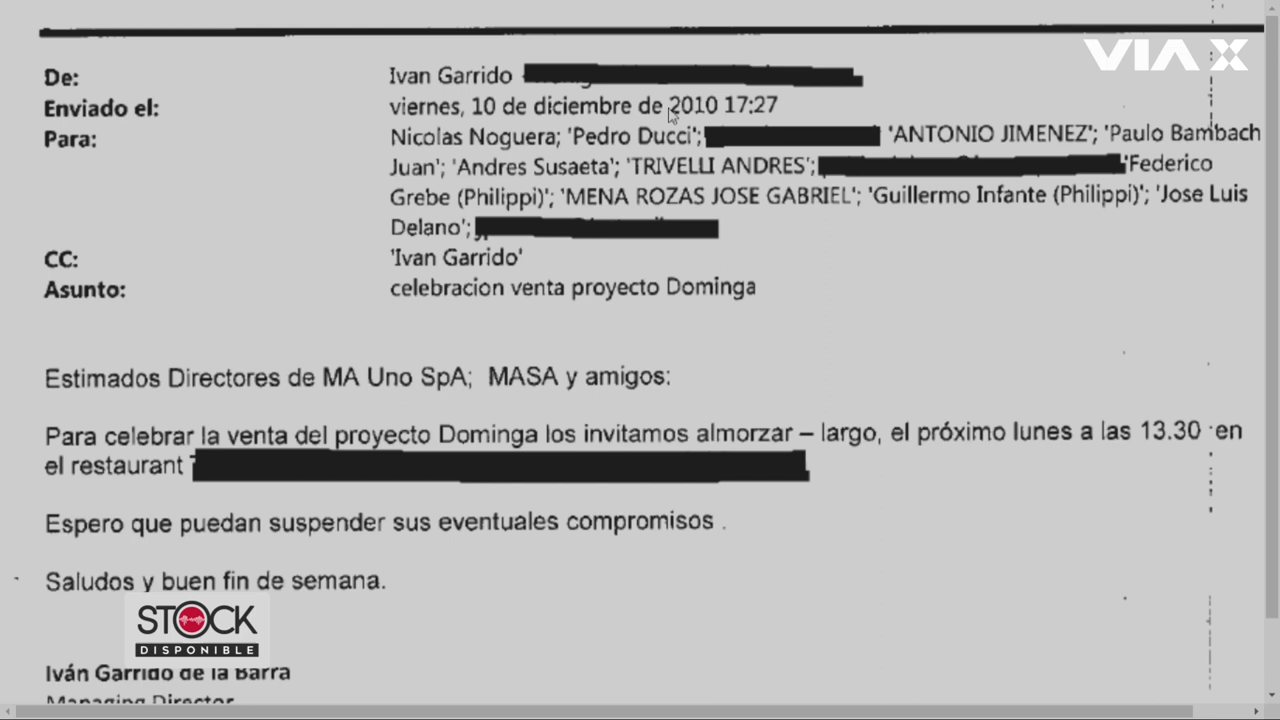 VIA X
De: Ivan Garrido
Enviado el: viernes, 10 de diciembre de 2010 17:27
Para: Nicolas Noguera; 'Pedro Ducci'; 'ANTONIO JIMENEZ'; 'Paulo Bambach
Juan'; 'Andres Susaeta'; 'TRIVELLI ANDRES'; 'Federico
Grebe (Philippi)'; 'MENA ROZAS JOSE GABRIEL'; 'Guillermo Infante (Philippi)'; 'Jose Luis
Delano';
CC: 'Ivan Garrido'
Asunto: celebracion venta proyecto Dominga
Estimados Directores de MA Uno SpA; MASA y amigos:
Para celebrar la venta del proyecto Dominga los invitamos almorzar – largo, el próximo lunes a las 13.30 en
el restaurant
Espero que puedan suspender sus eventuales compromisos .
Saludos y buen fin de semana.
STOCK
DISPONIBLE
Iván Garrido de la Barra
Managing Director